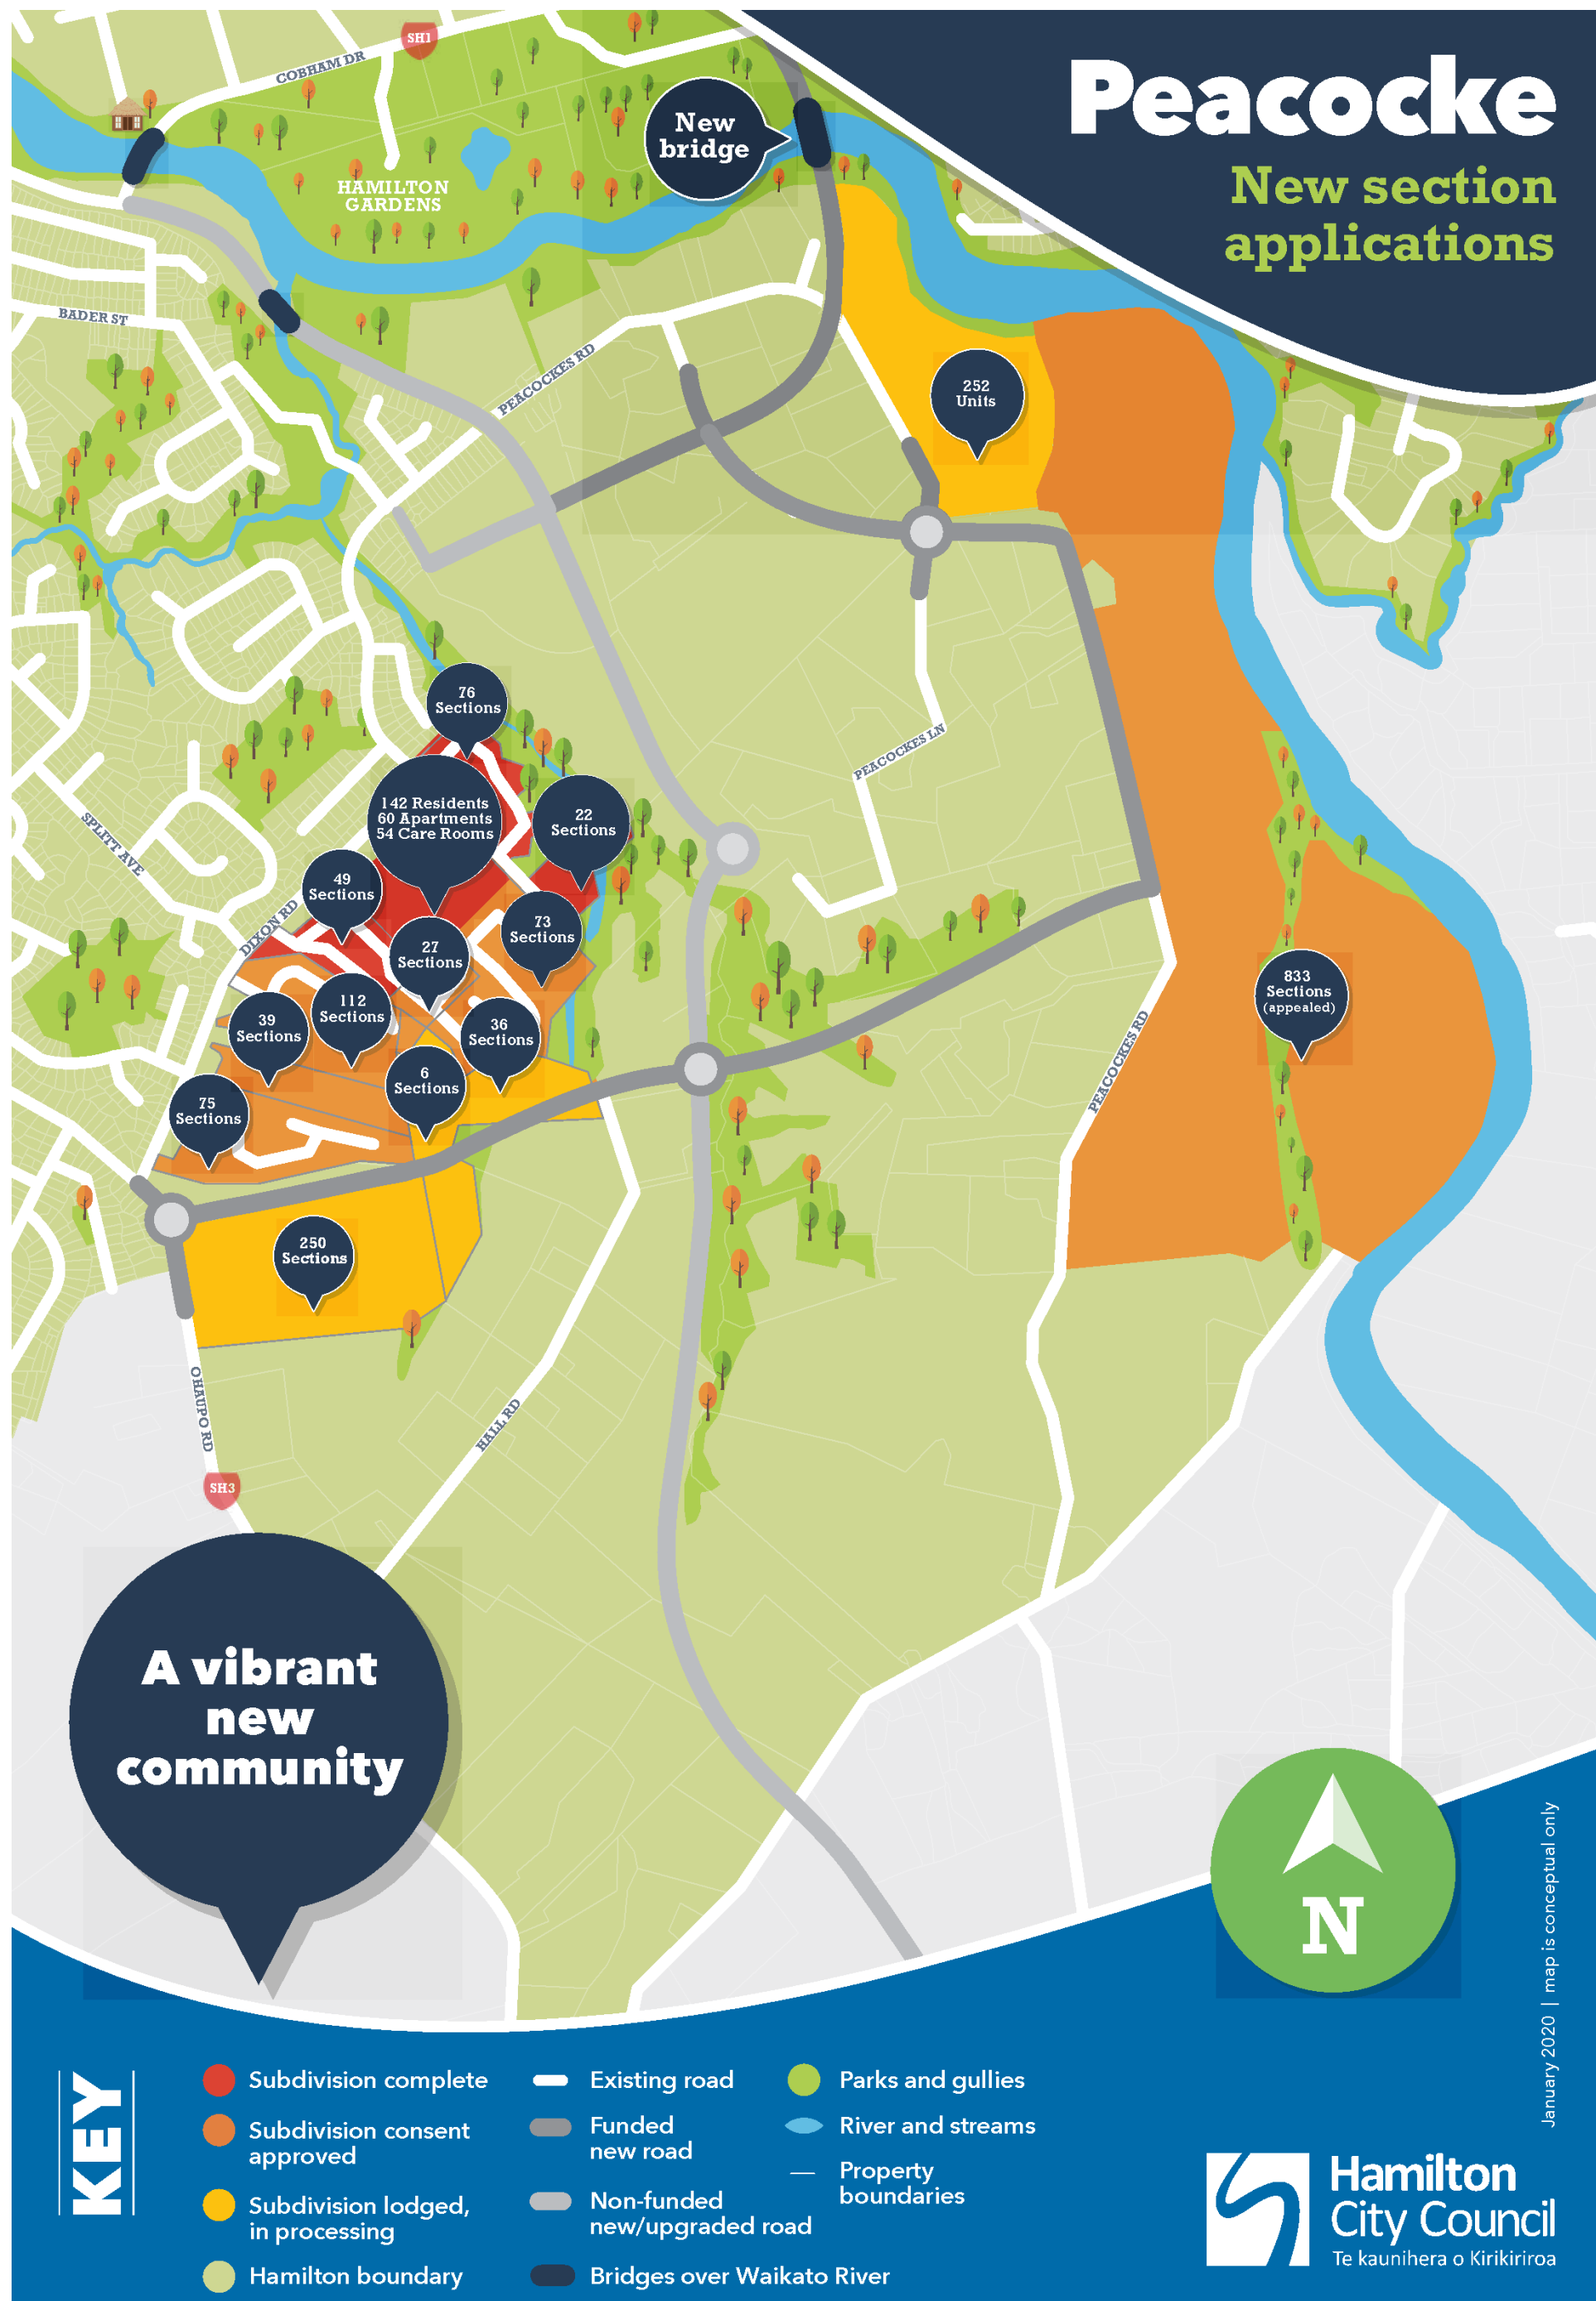 Peacocke
New section
applications
SH1
COBHAM DR
New
bridge
HAMILTON
GARDENS
BADER ST
PEACOCKES RD
252
Units
76
Sections
PEACOCKES LN
142 Residents
60 Apartments
54 Care Rooms
22
Sections
SPLITT AVE
49
Sections
DIXON RD
73
Sections
27
Sections
833
Sections
(appealed)
112
Sections
39
Sections
36
Sections
PEACOCKES RD
6
Sections
75
Sections
250
Sections
OHAUPO RD
HALL RD
SH3
A vibrant
new
community
N
January 2020 | map is conceptual only
KEY
Subdivision complete
Subdivision consent
approved
Subdivision lodged,
in processing
Hamilton boundary
Existing road
Funded
new road
Non-funded
new/upgraded road
Bridges over Waikato River
Parks and gullies
River and streams
Property
boundaries
Hamilton
City Council
Te kaunihera o Kirikiriroa